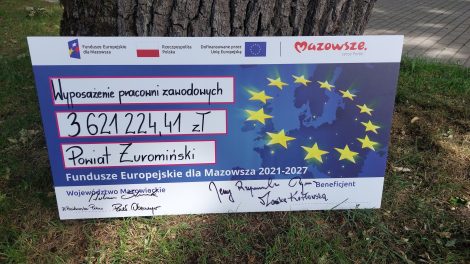 Fundusze Europejskie
dla Mazowsza
Rzeczpospolita
Polska
Dofinansowane przez
Unię Europejską
Mazowsze.
Wyposażenie pracowni zawodowych
3 621 224,41 zł
Powiat Żuromiński
Fundusze Europejskie dla Mazowsza 2021-2027
Województwo Mazowieckie
Beneficjent